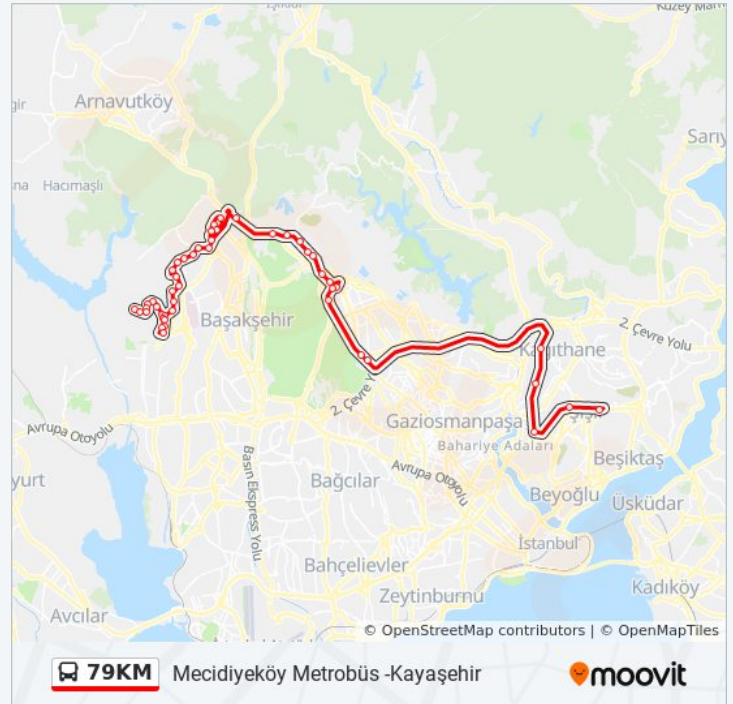 Kuzey Marm
Arnavutköy
Sarıy
Hacımaşlı
Başakşehir
2. Çevre Yolu
Kağıthane
2. Çevre Y
Gaziosmanpaşa
Şişli
Bahariye Adaları
Avrupa Otoyolu
Beşiktaş
Basın Ekspress Yolu
Avrupa Otoyolu
Bağcılar
yurt
Beyoğlu
Üsküdar
İstanbul
Bahçelievler
Kadıköy
Zeytinburnu
Avcılar
© OpenStreetMap contributors | © OpenMapTiles
79KM
Mecidiyeköy Metrobüs -Kayaşehir
moovit